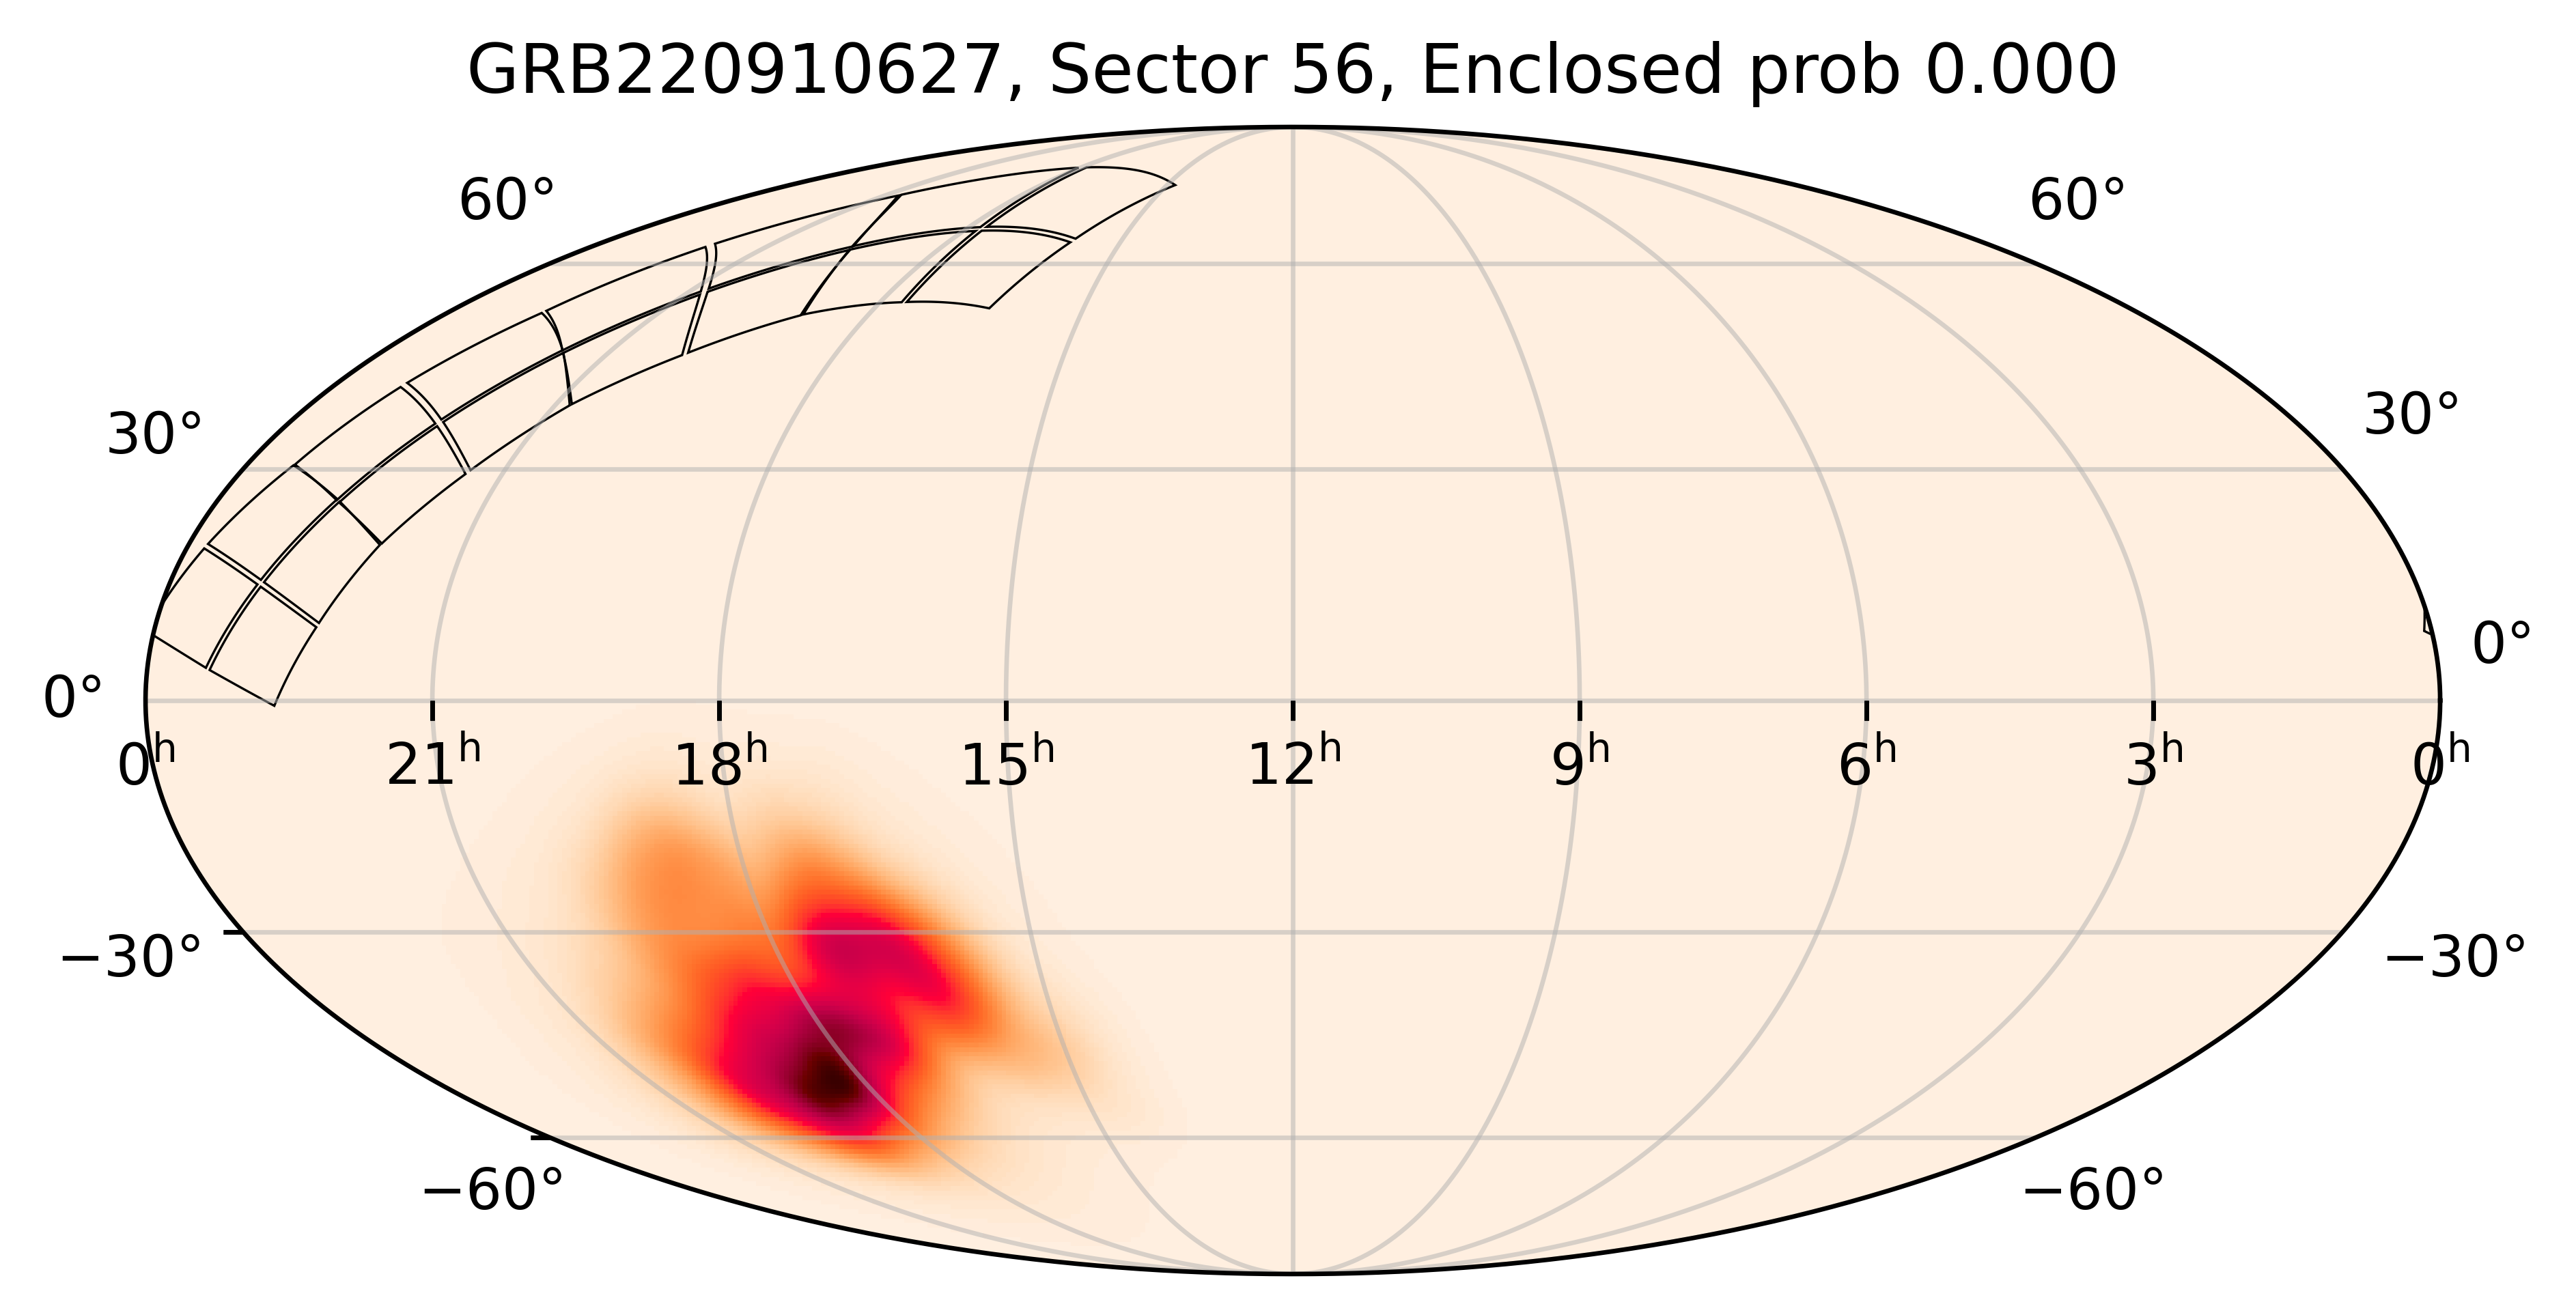 GRB220910627, Sector 56, Enclosed prob 0.000
60° 60°
30° 30°
0° 0°
0ʰ 21ʰ 18ʰ 15ʰ 12ʰ 9ʰ 6ʰ 3ʰ 0ʰ
−30° −30°
−60° −60°